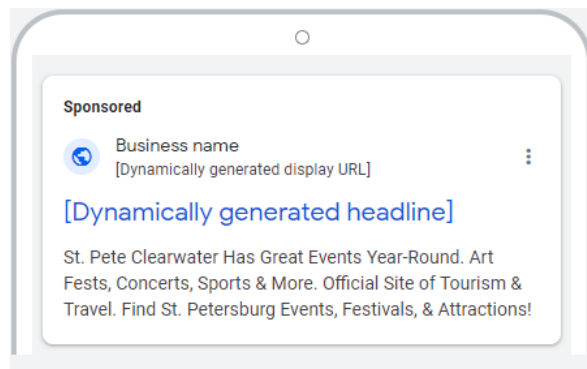 Sponsored
Business name
[Dynamically generated display URL]
[Dynamically generated headline]
St. Pete Clearwater Has Great Events Year-Round. Art
Fests, Concerts, Sports & More. Official Site of Tourism &
Travel. Find St. Petersburg Events, Festivals, & Attractions!